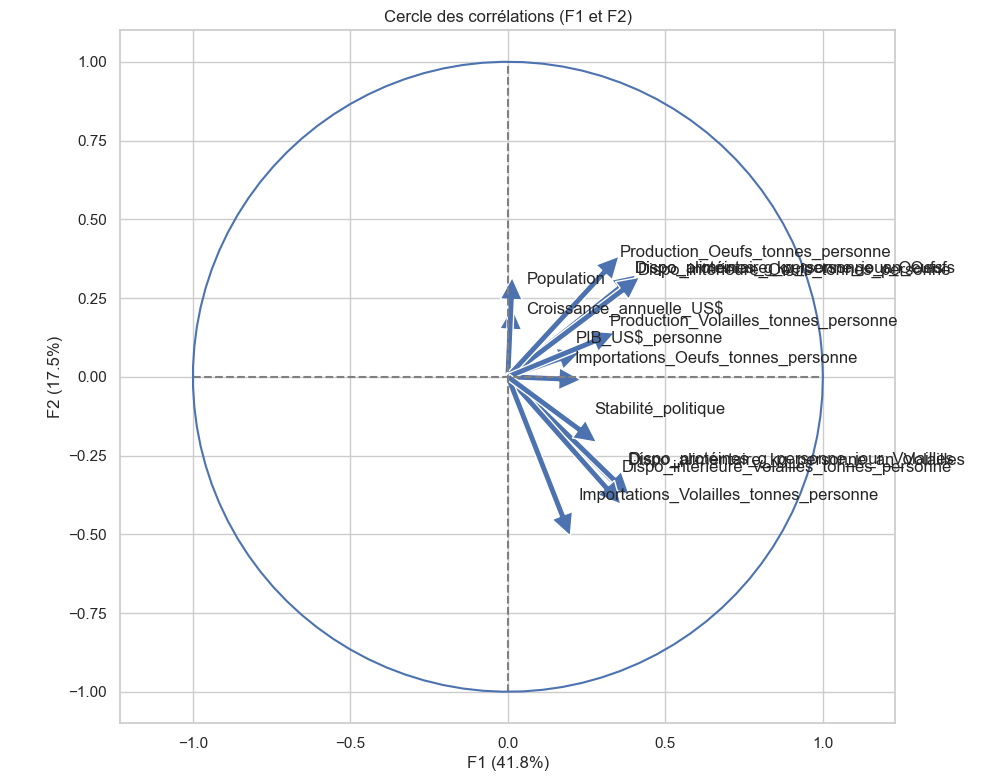 Cercle des corrélations (F1 et F2)
1.00
0.75
0.50
0.25
0.00
−0.25
−0.50
−0.75
−1.00
F2 (17.5%)
Production_Oeufs_tonnes_personne
Population
Croissance_annuelle_US$
Production_Volailles_tonnes_personne
PIB_US$_personne
Importations_Oeufs_tonnes_personne
Stabilité_politique
Dispo_intérieure_Volailles_tonnes_personne
Importations_Volailles_tonnes_personne
−1.0
−0.5
0.0
0.5
1.0
F1 (41.8%)